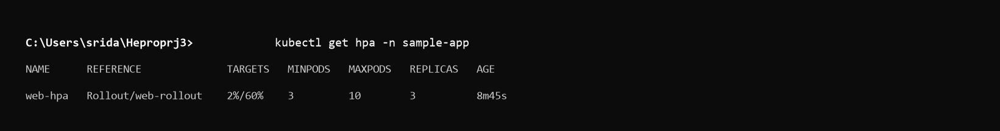 C:\Users\srida\Heproprj3> kubectl get hpa -n sample-app
NAME REFERENCE TARGETS MINPODS MAXPODS REPLICAS AGE
web-hpa Rollout/web-rollout 2%/60% 3 10 3 8m45s